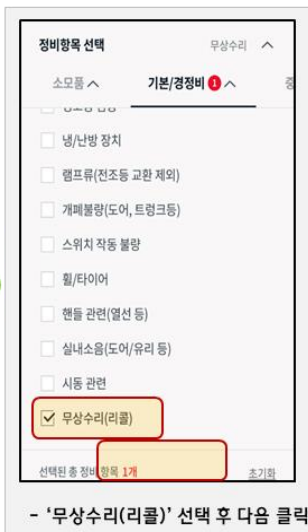 정비항목 선택 무상수리
소모품 기본/경정비 1 중
냉/난방 장치
램프류(전조등 교환 제외)
개폐불량(도어, 트렁크등)
스위치 작동 불량
휠/타이어
핸들 관련(열선 등)
실내소음(도어/유리 등)
시동 관련
무상수리(리콜)
선택된 총 정비 항목 1개 초기화
- ‘무상수리(리콜)’ 선택 후 다음 클릭